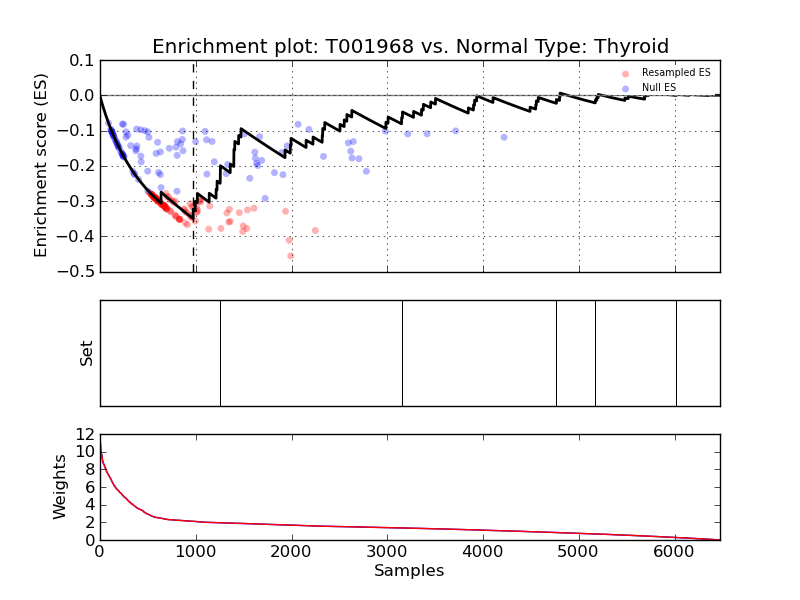 Enrichment plot: T001968 vs. Normal Type: Thyroid
Enrichment score (ES)
0.1
0.0
−0.1
−0.2
−0.3
−0.4
−0.5
Resampled ES
Null ES
Set
Weights
12
10
8
6
4
2
0
0 1000 2000 3000 4000 5000 6000
Samples